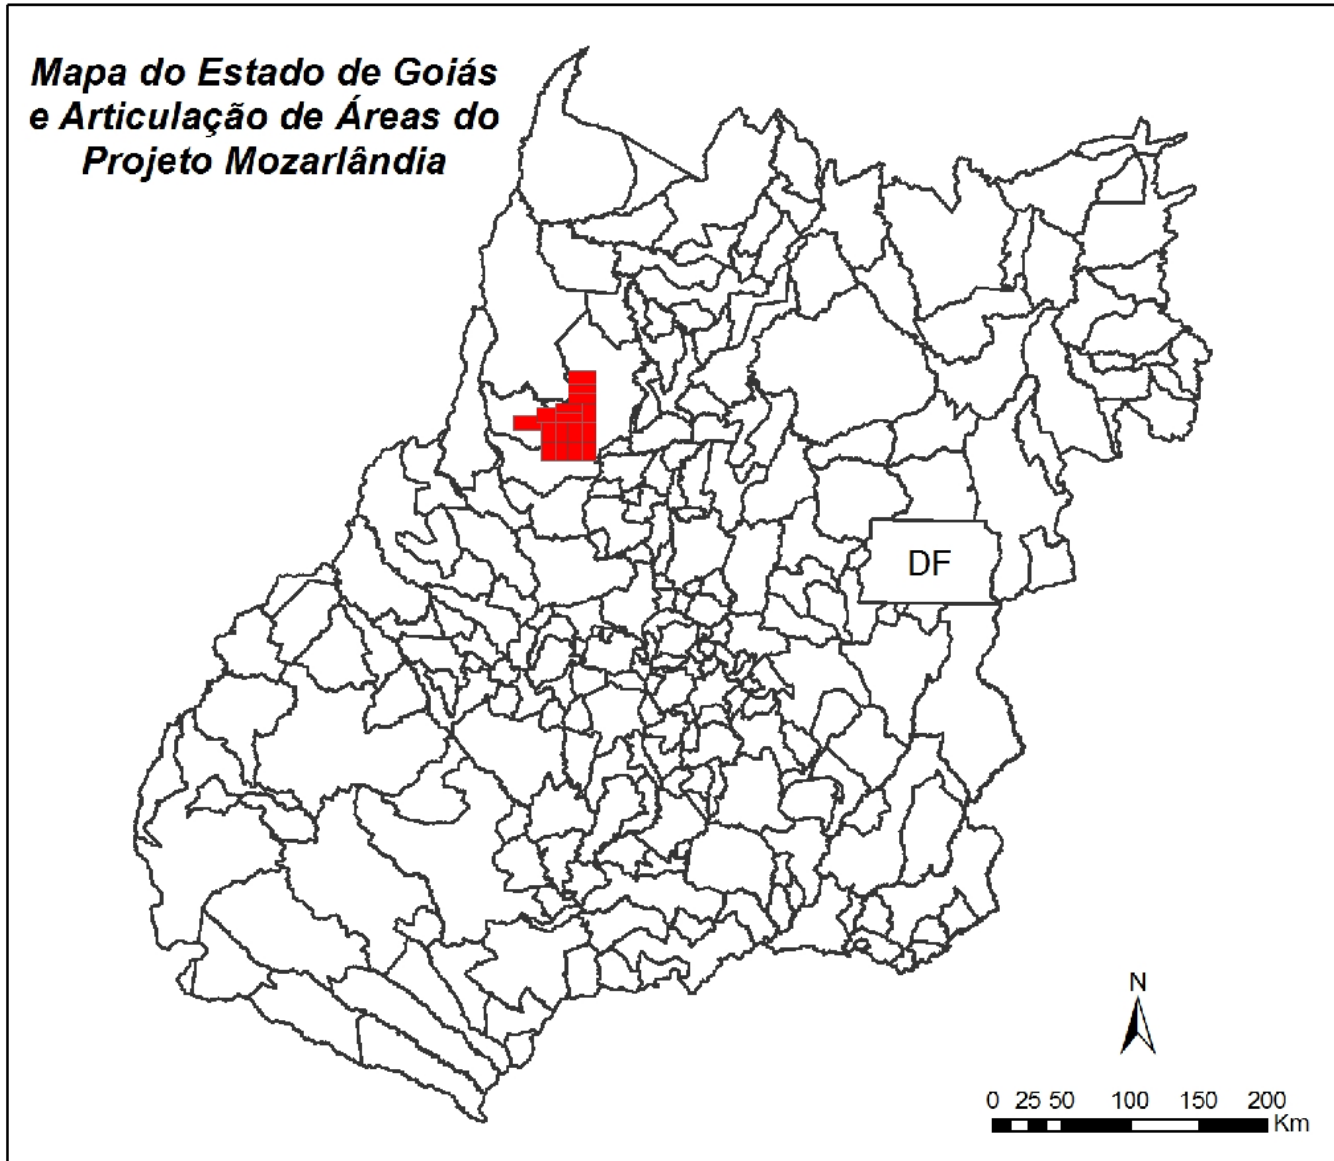 Mapa do Estado de Goiás
e Articulação de Áreas do
Projeto Mozarlândia
DF
N
0 25 50 100 150 200
Km